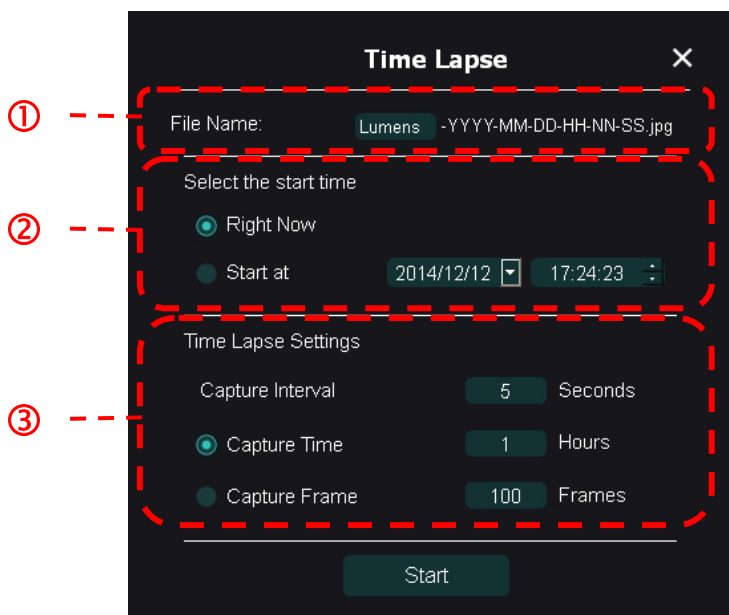 Time Lapse ×
① File Name: Lumens -YYYY-MM-DD-HH-NN-SS.jpg
Select the start time
② Right Now
Start at 2014/12/12 17:24:23
Time Lapse Settings
Capture Interval 5 Seconds
③ Capture Time 1 Hours
Capture Frame 100 Frames
Start